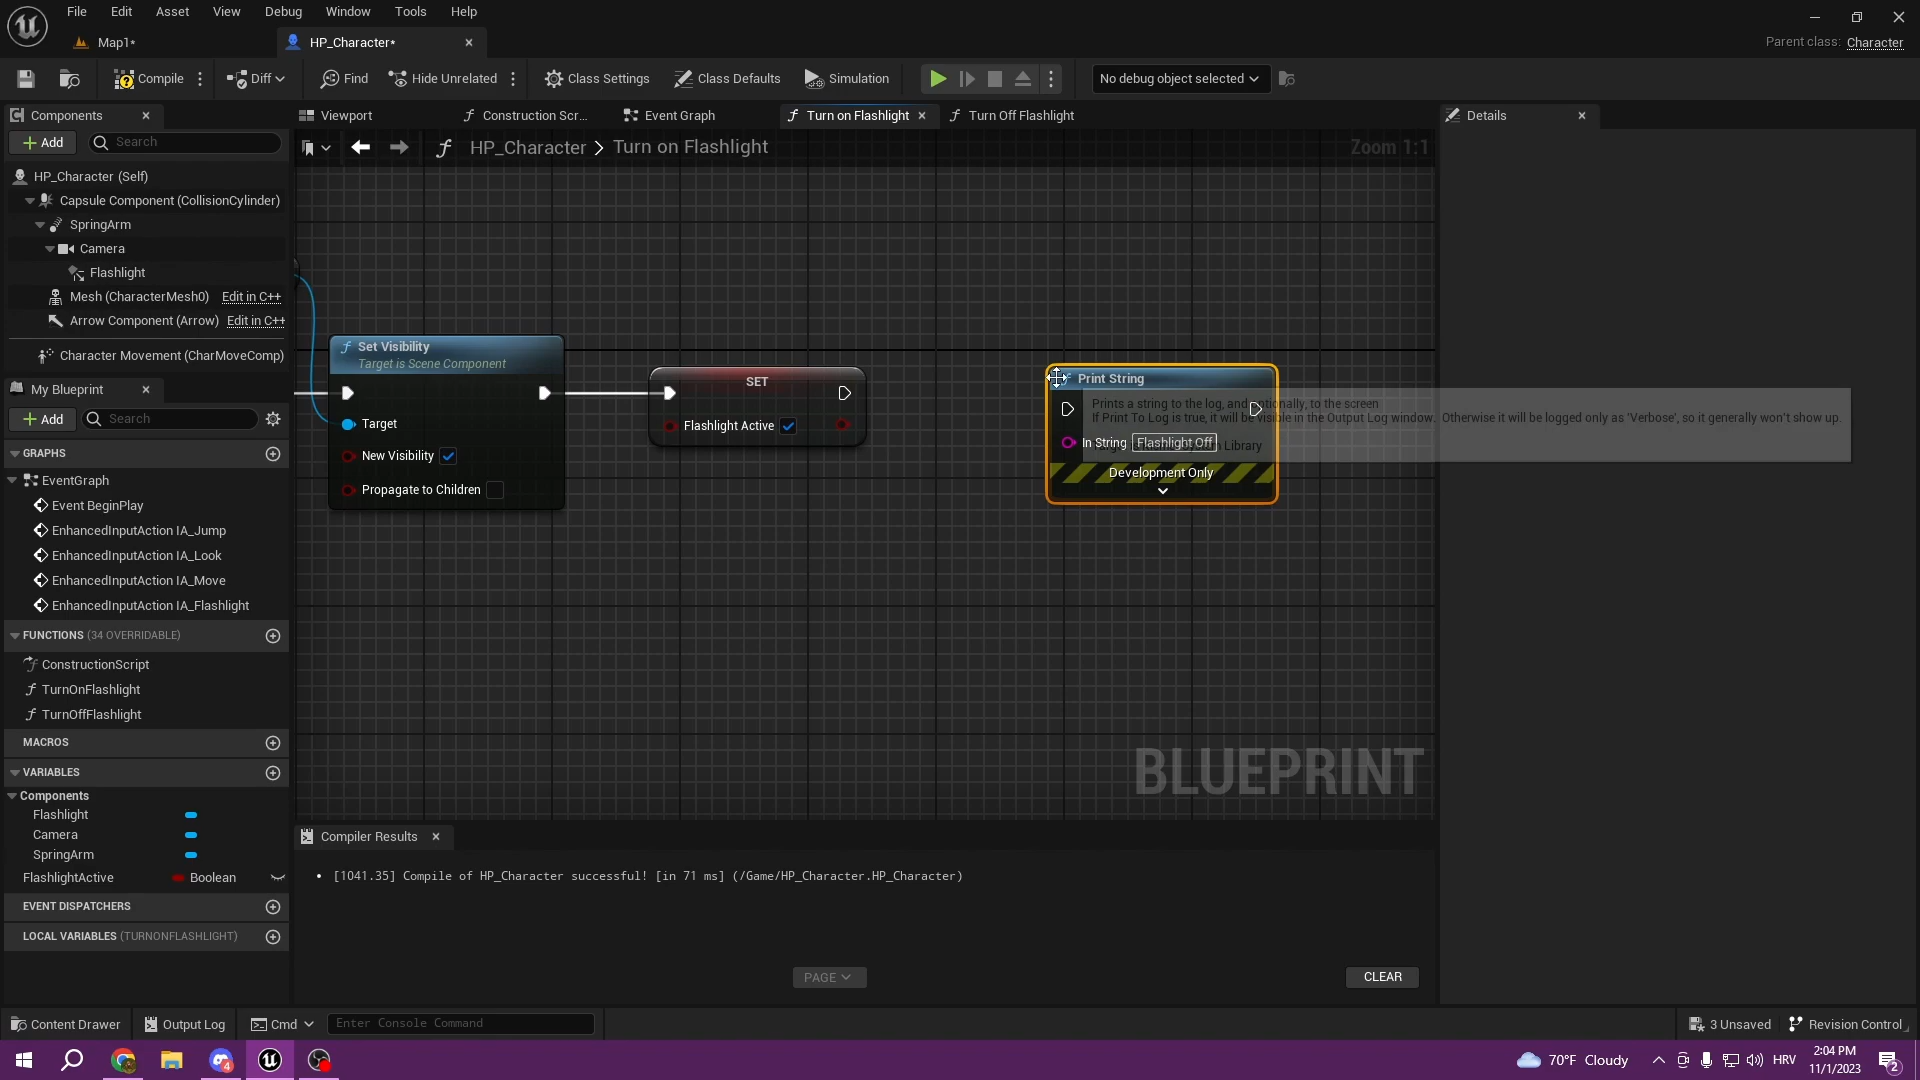 File Edit Asset View Debug Window Tools Help
Map1*
HP_Character*
Parent class: Character
Compile
Diff
Find
Hide Unrelated
Class Settings
Class Defaults
Simulation
No debug object selected
Components
Viewport
Construction Scr...
Event Graph
Turn on Flashlight
Turn Off Flashlight
Details
Add
Search
HP_Character > Turn on Flashlight
Zoom 1:1
HP_Character (Self)
Capsule Component (CollisionCylinder)
SpringArm
Camera
Flashlight
Mesh (CharacterMesh0) Edit in C++
Arrow Component (Arrow) Edit in C++
Character Movement (CharMoveComp)
My Blueprint
Add
Search
GRAPHS
EventGraph
Event BeginPlay
EnhancedInputAction IA_Jump
EnhancedInputAction IA_Look
EnhancedInputAction IA_Move
EnhancedInputAction IA_Flashlight
FUNCTIONS (34 OVERRIDABLE)
ConstructionScript
TurnOnFlashlight
TurnOffFlashlight
MACROS
VARIABLES
Components
Flashlight
Camera
SpringArm
FlashlightActive Boolean
EVENT DISPATCHERS
LOCAL VARIABLES (TURNONFLASHLIGHT)
Set Visibility
Target is Scene Component
Target
New Visibility
Propagate to Children
SET
Flashlight Active
Print String
Prints a string to the log, and optionally, to the screen
If Print To Log is true, it will be visible in the Output Log window. Otherwise it will be logged only as 'Verbose', so it generally won't show up.
In String Flashlight Off
Library
Development Only
BLUEPRINT
Compiler Results
[1041.35] Compile of HP_Character successful! [in 71 ms] (/Game/HP_Character.HP_Character)
PAGE
CLEAR
Content Drawer
Output Log
Cmd
Enter Console Command
3 Unsaved
Revision Control
4
70°F Cloudy
HRV
2:04 PM
11/1/2023
2